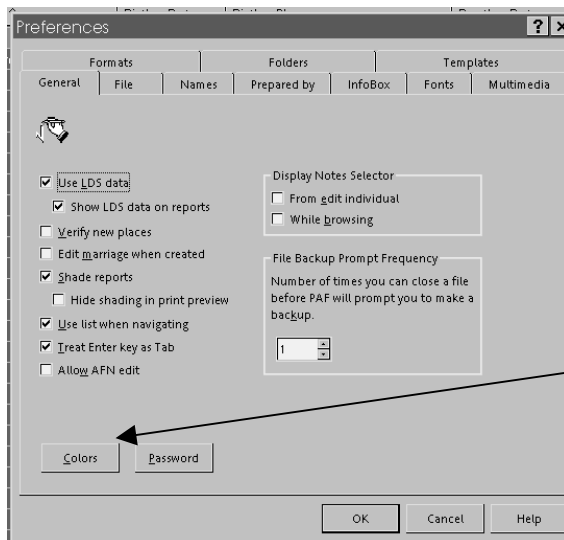 Preferences
Formats Folders Templates
General File Names Prepared by InfoBox Fonts Multimedia
Use LDS data
Show LDS data on reports
Verify new places
Edit marriage when created
Shade reports
Hide shading in print preview
Use list when navigating
Treat Enter key as Tab
Allow AFN edit
Display Notes Selector
From edit individual
While browsing
File Backup Prompt Frequency
Number of times you can close a file
before PAF will prompt you to make a
backup.
1
Colors Password
OK Cancel Help